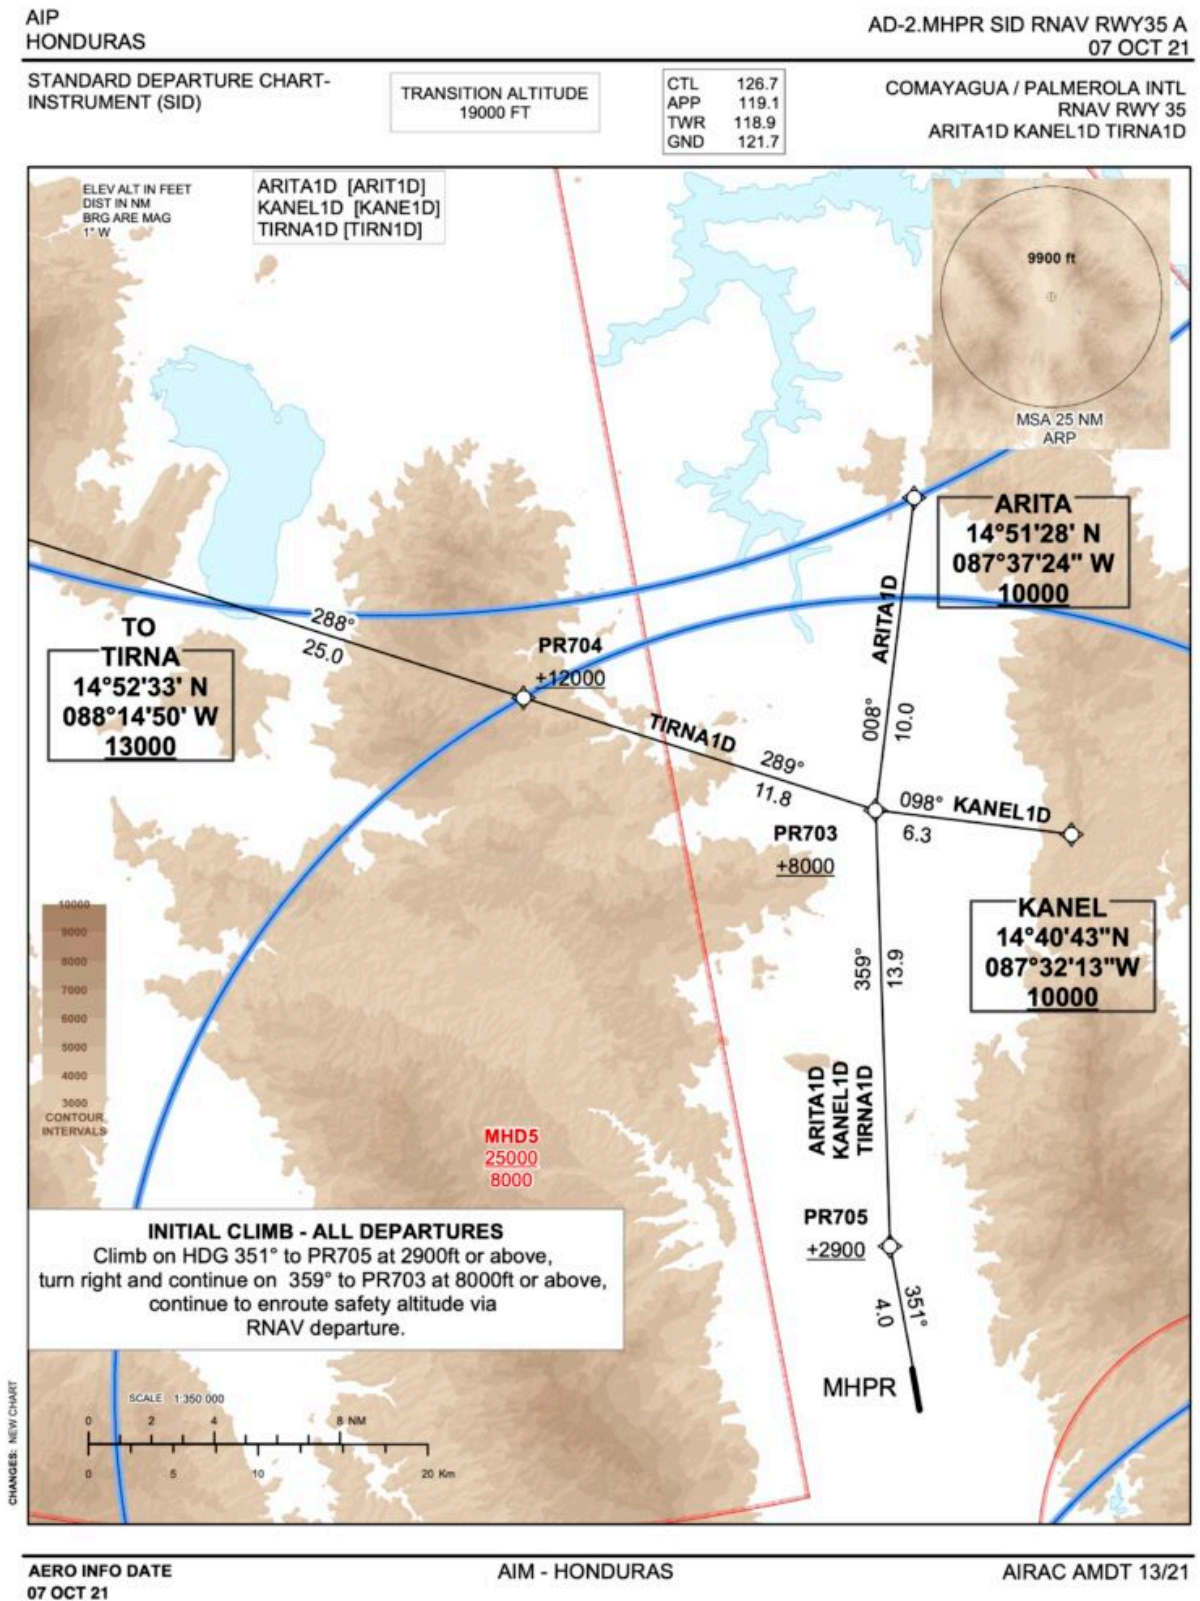 AIP
HONDURAS
AD-2.MHPR SID RNAV RWY35 A
07 OCT 21
STANDARD DEPARTURE CHART-
INSTRUMENT (SID)
TRANSITION ALTITUDE
19000 FT
CTL 126.7
APP 119.1
TWR 118.9
GND 121.7
COMAYAGUA / PALMEROLA INTL
RNAV RWY 35
ARITA1D KANEL1D TIRNA1D
ELEV ALT IN FEET
DIST IN NM
BRG ARE MAG
1° W
ARITA1D [ARIT1D]
KANEL1D [KANE1D]
TIRNA1D [TIRN1D]
9900 ft
MSA 25 NM
ARP
ARITA
14°51'28' N
087°37'24" W
10000
ARITA1D
008°
10.0
288°
25.0
TO
TIRNA
14°52'33' N
088°14'50' W
13000
PR704
+12000
TIRNA1D
289°
11.8
098° KANEL1D
6.3
PR703
+8000
KANEL
14°40'43"N
087°32'13"W
10000
359°
13.9
10000
9000
8000
7000
6000
5000
4000
3000
CONTOUR
INTERVALS
ARITA1D
KANEL1D
TIRNA1D
MHD5
25000
8000
PR705
+2900
351°
4.0
MHPR
INITIAL CLIMB - ALL DEPARTURES
Climb on HDG 351° to PR705 at 2900ft or above,
turn right and continue on 359° to PR703 at 8000ft or above,
continue to enroute safety altitude via
RNAV departure.
SCALE 1:350 000
0 2 4 8 NM
0 5 10 20 Km
CHANGES: NEW CHART
AERO INFO DATE
07 OCT 21
AIM - HONDURAS
AIRAC AMDT 13/21